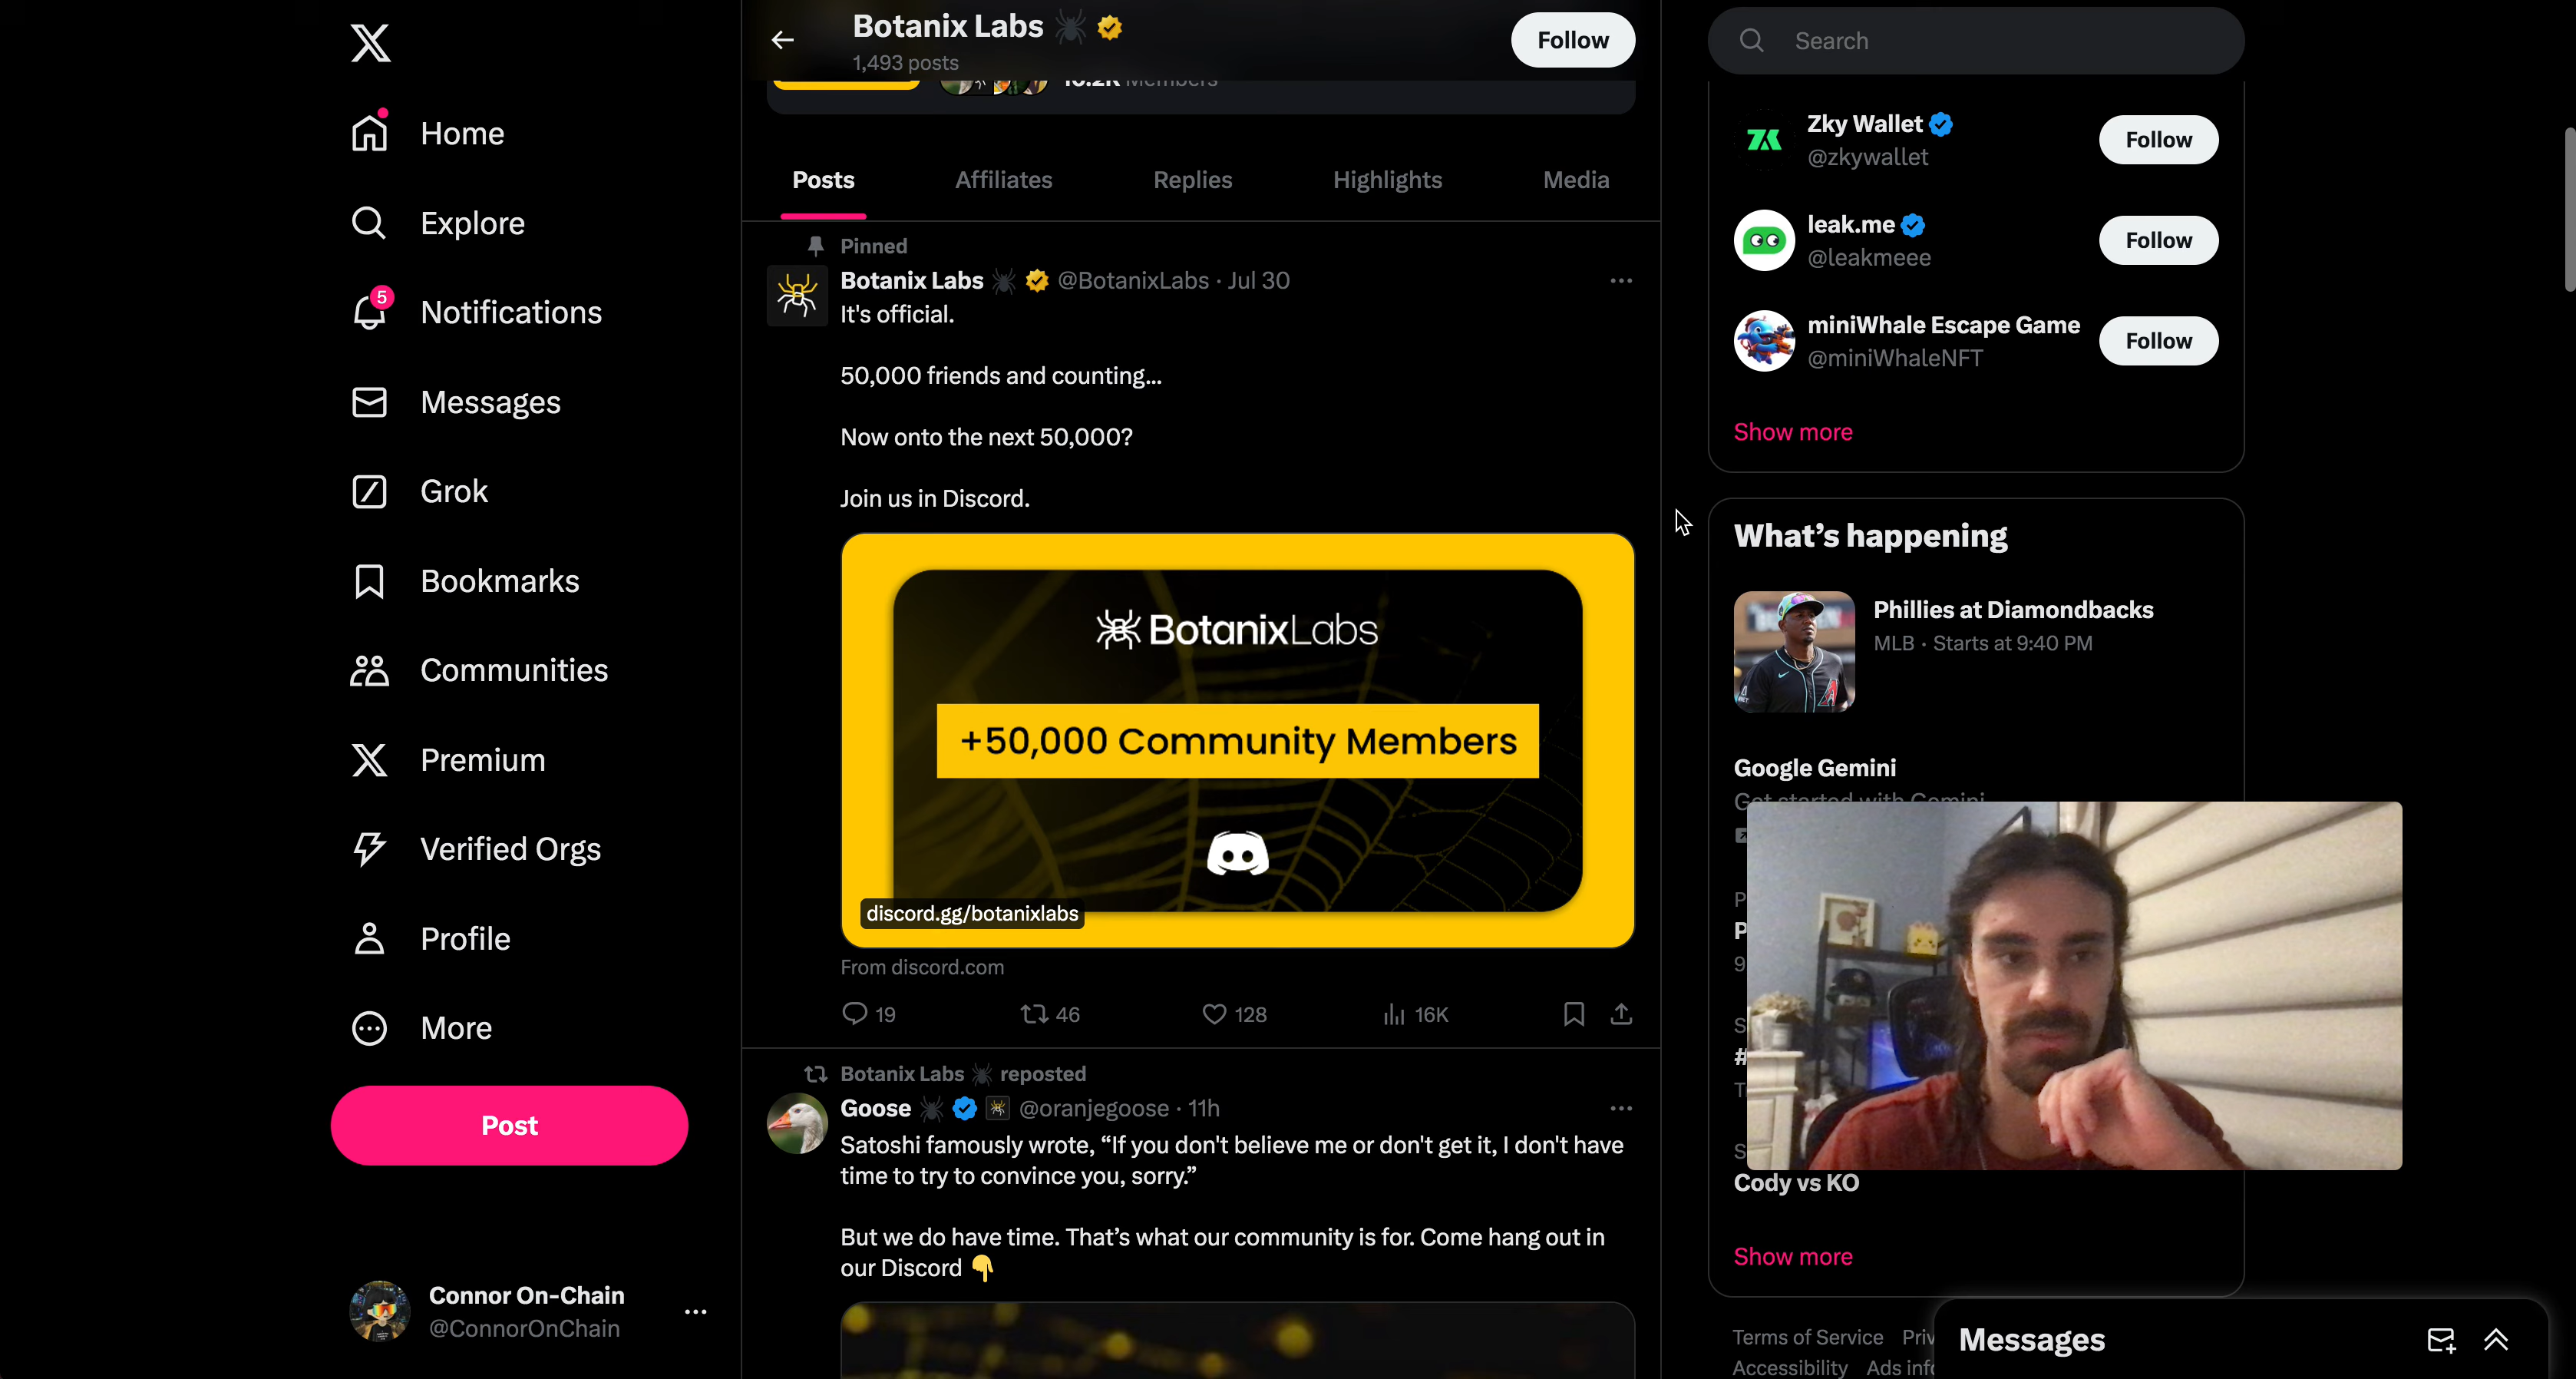 Home
Explore
5
Notifications
Messages
Grok
Bookmarks
Communities
Premium
Verified Orgs
Profile
More
Post
Connor On-Chain
@ConnorOnChain
Botanix Labs
1,493 posts
Follow
Members
Posts
Affiliates
Replies
Highlights
Media
Pinned
Botanix Labs @BotanixLabs · Jul 30
It's official.
50,000 friends and counting...
Now onto the next 50,000?
Join us in Discord.
BotanixLabs
+50,000 Community Members
discord.gg/botanixlabs
From discord.com
19
46
128
16K
Botanix Labs reposted
Goose @oranjegoose · 11h
Satoshi famously wrote, “If you don't believe me or don't get it, I don't have
time to try to convince you, sorry.”
But we do have time. That’s what our community is for. Come hang out in
our Discord
Search
Zky Wallet
@zkywallet
Follow
leak.me
@leakmeee
Follow
miniWhale Escape Game
@miniWhaleNFT
Follow
Show more
What’s happening
Phillies at Diamondbacks
MLB · Starts at 9:40 PM
Google Gemini
Get started with Gemini
P
P
9
S
#
T
S
Cody vs KO
Show more
Terms of Service
Accessibility Ads
Messages